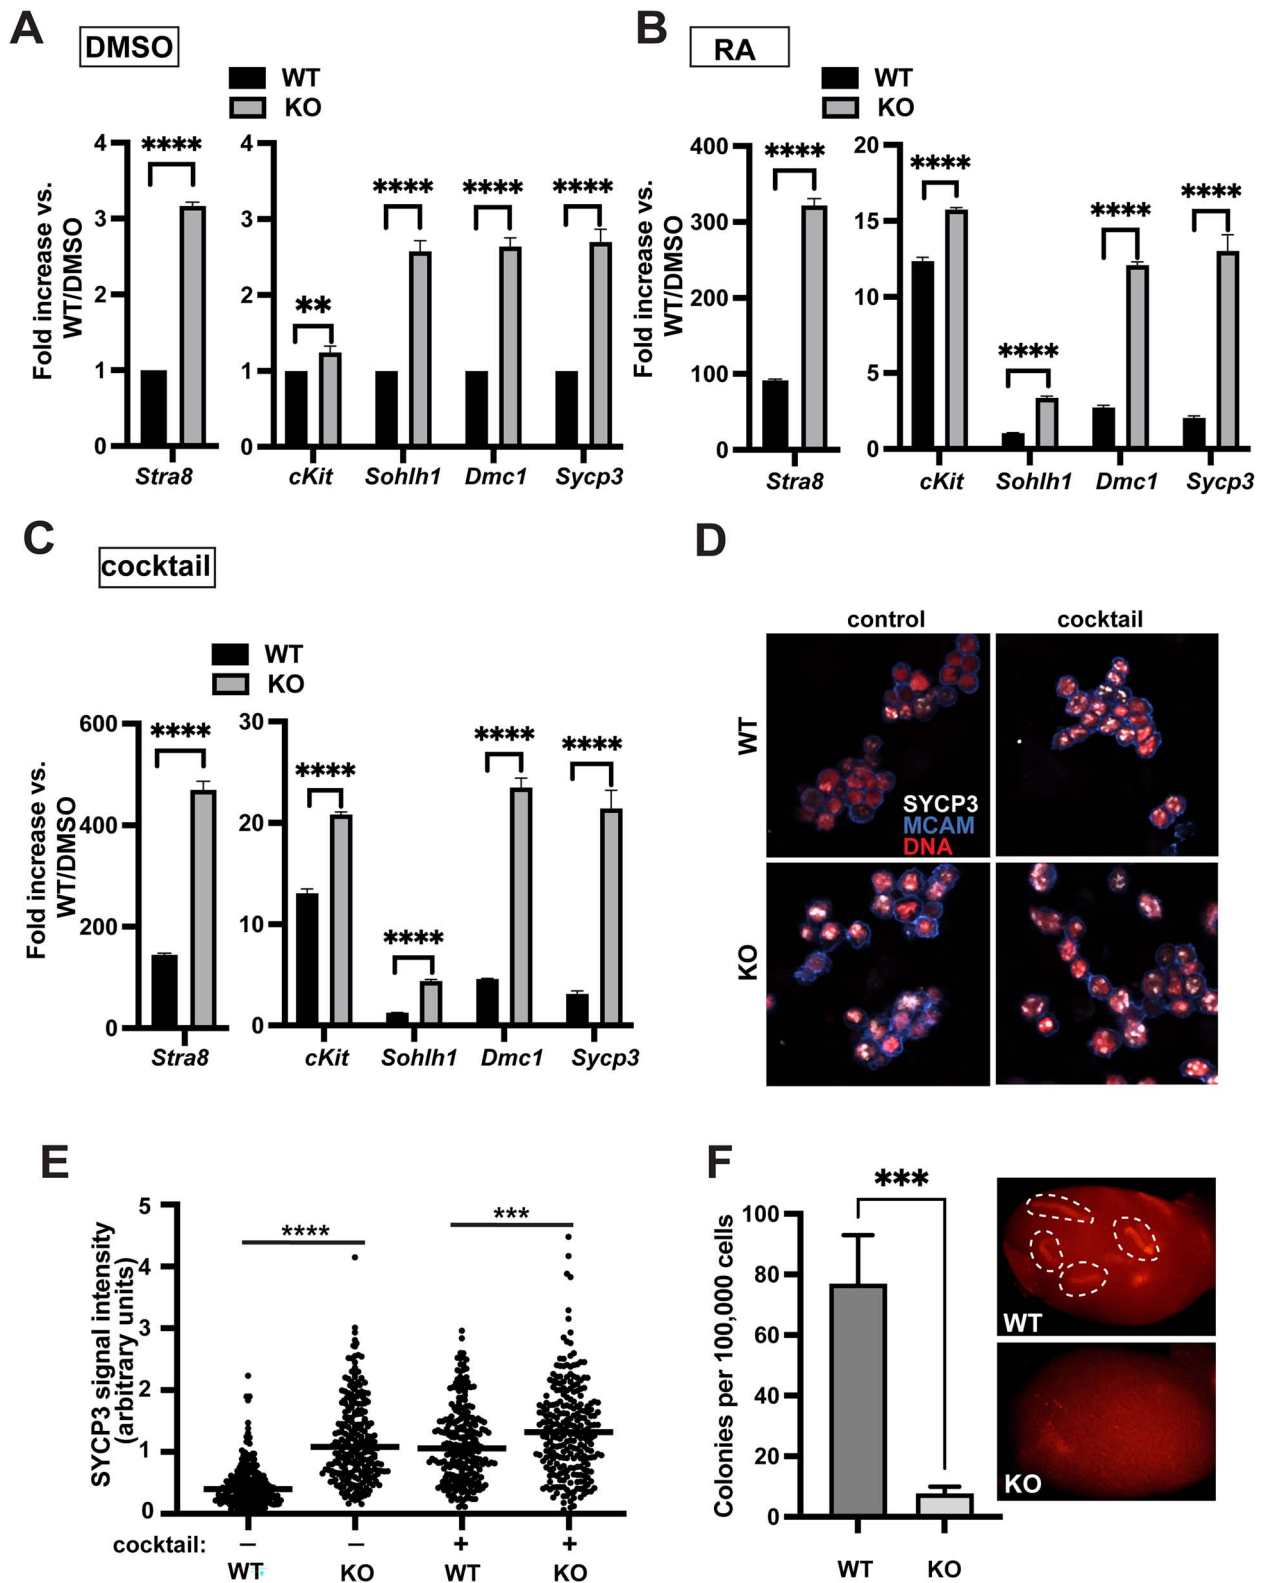 A
DMSO
WT
KO
Fold increase vs.
WT/DMSO
4
3
2
1
0
****
Stra8
4
3
2
1
0
**
****
****
****
cKit
Sohlh1
Dmc1
Sycp3
B
RA
WT
KO
Fold increase vs.
WT/DMSO
400
300
200
100
0
****
Stra8
20
15
10
5
0
****
****
****
****
cKit
Sohlh1
Dmc1
Sycp3
C
cocktail
WT
KO
Fold increase vs.
WT/DMSO
600
400
200
0
****
Stra8
30
20
10
0
****
****
****
****
cKit
Sohlh1
Dmc1
Sycp3
D
control
cocktail
WT
SYCP3
MCAM
DNA
KO
E
SYCP3 signal intensity
(arbitrary units)
5
4
3
2
1
0
****
***
cocktail:
–
–
+
+
WT
KO
WT
KO
F
Colonies per 100,000 cells
100
80
60
40
20
0
***
WT
KO
WT
KO